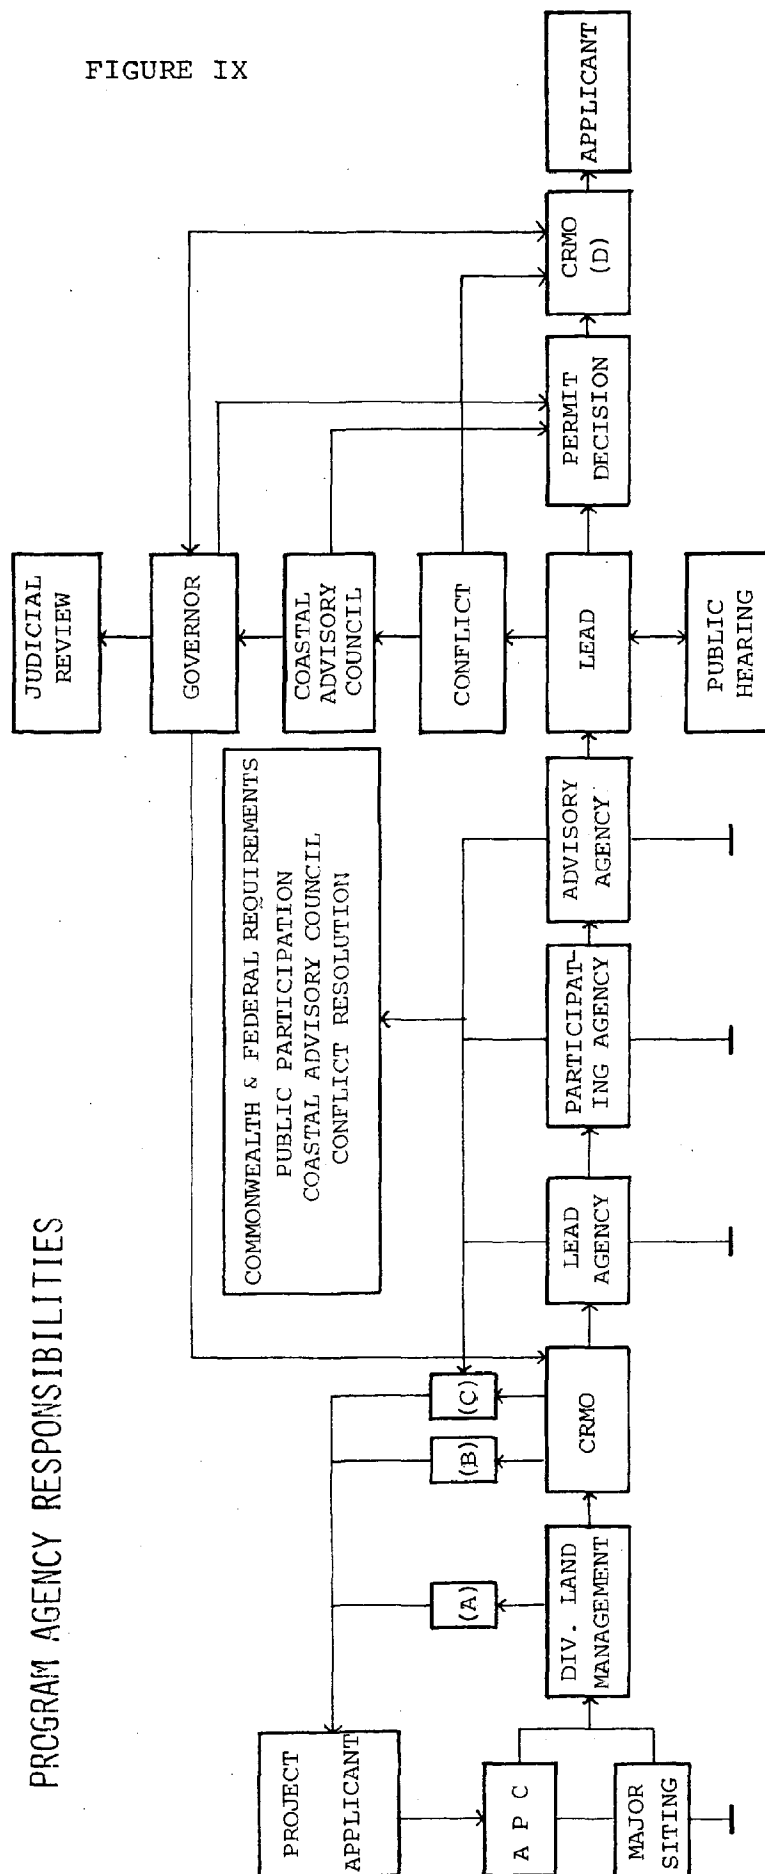 FIGURE IX
PROGRAM AGENCY RESPONSIBILITIES
PROJECT
APPLICANT
A P C
MAJOR
SITING
DIV. LAND
MANAGEMENT
(A)
(B)
(C)
CRMO
LEAD
AGENCY
PARTICIPAT-
ING AGENCY
ADVISORY
AGENCY
COMMONWEALTH & FEDERAL REQUIREMENTS
PUBLIC PARTICIPATION
COASTAL ADVISORY COUNCIL
CONFLICT RESOLUTION
JUDICIAL
REVIEW
GOVERNOR
COASTAL
ADVISORY
COUNCIL
CONFLICT
LEAD
PUBLIC
HEARING
PERMIT
DECISION
CRMO
(D)
APPLICANT